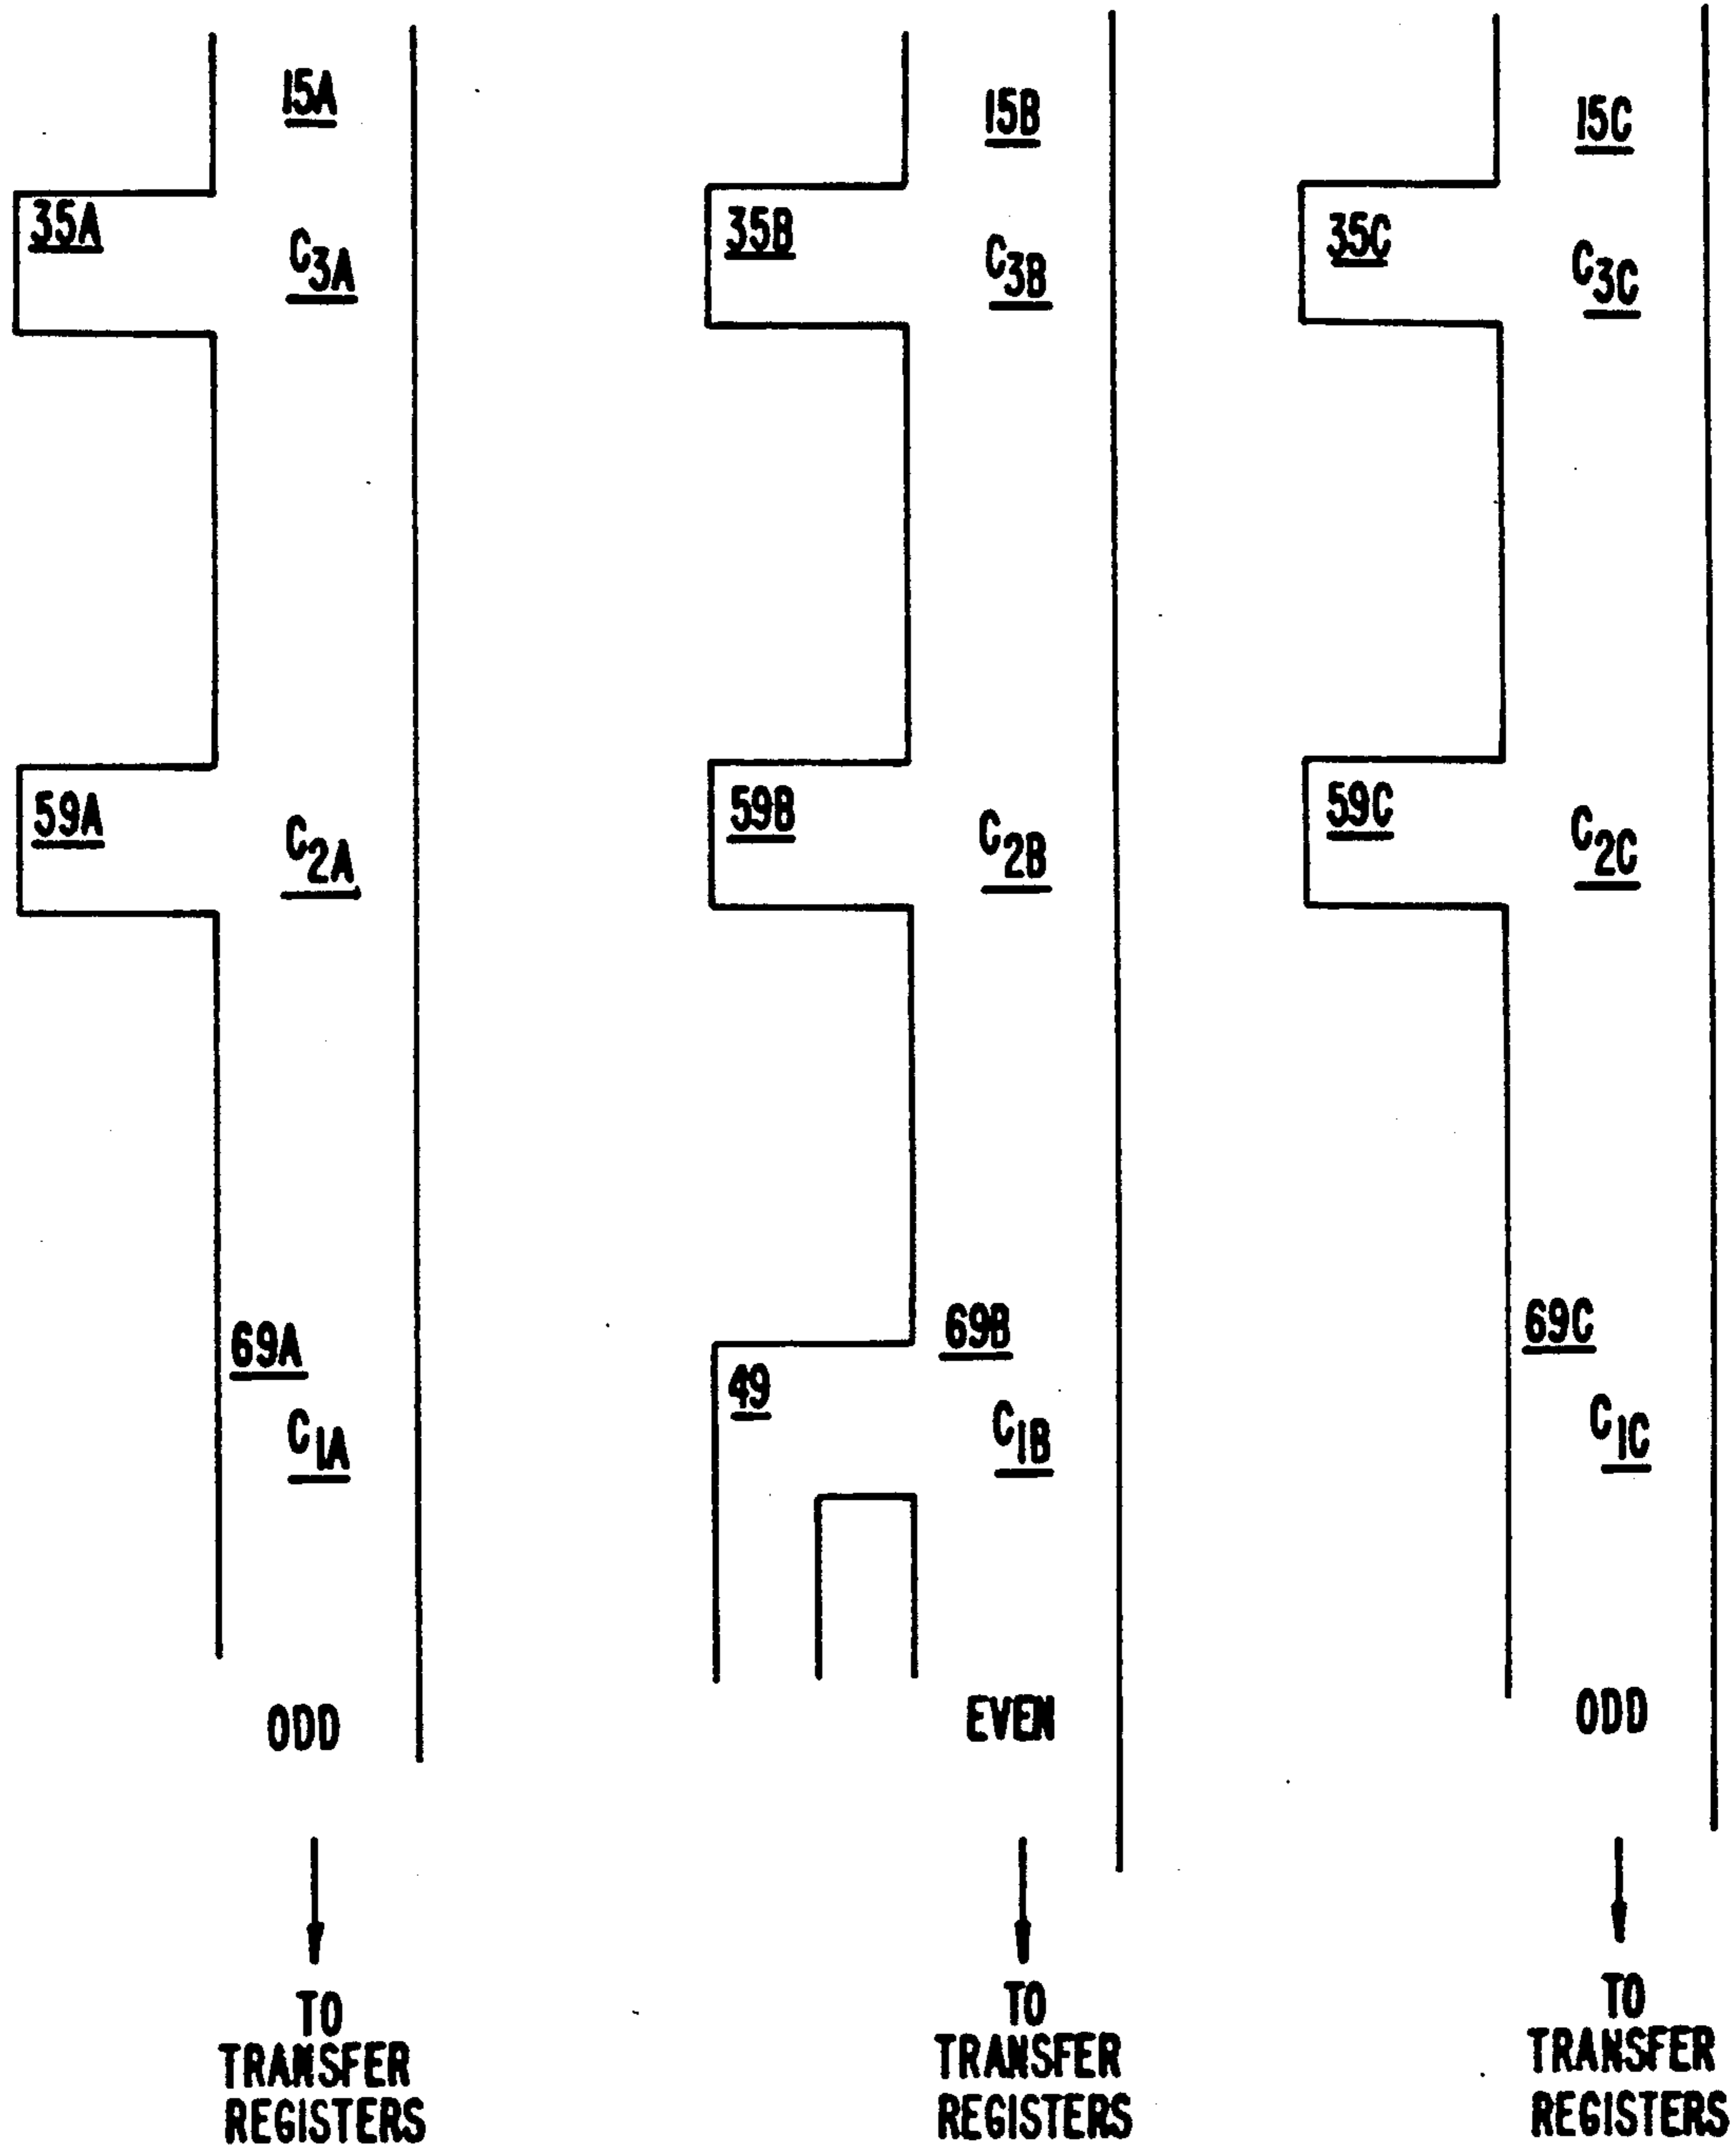 15A
15B
15C
35A
35B
35C
C3A
C3B
C3C
59A
59B
59C
C2A
C2B
C2C
69A
69B
69C
49
C1A
C1B
C1C
ODD
EVEN
ODD
TO
TRANSFER
REGISTERS
TO
TRANSFER
REGISTERS
TO
TRANSFER
REGISTERS